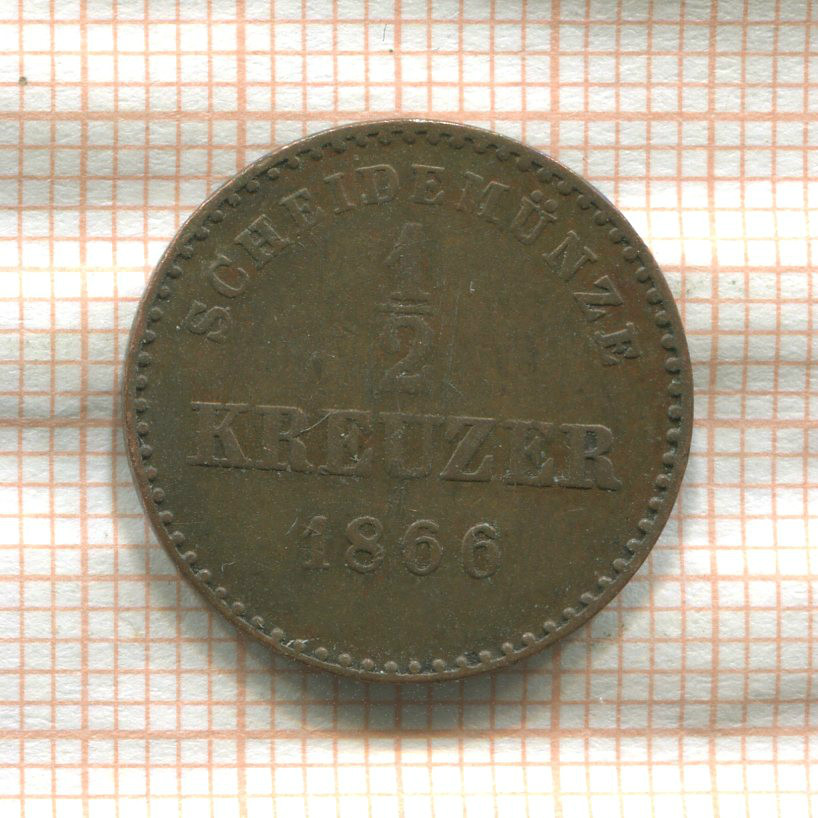 SCHEIDEMÜNZE
1
2
KREUZER
1866